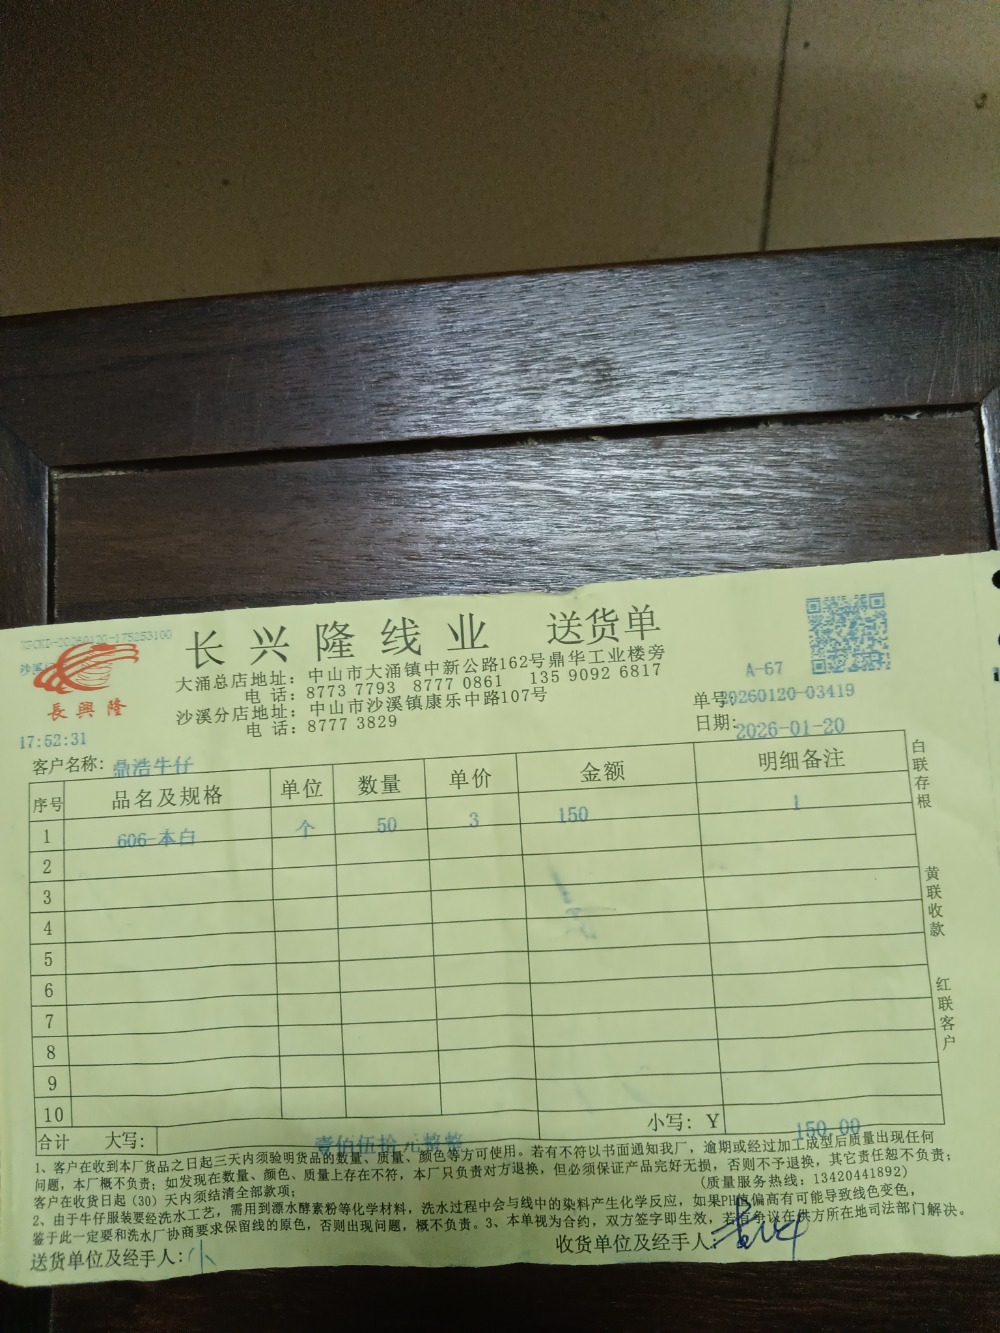 长兴隆线业 送货单
大涌总店地址：中山市大涌镇中新公路162号鼎华工业楼旁
电 话：8773 7793 8777 0861 135 9092 6817
沙溪分店地址：中山市沙溪镇康乐中路107号
电 话：8777 3829
長興隆
A-67
单号:20260120-03419
日期:2026-01-20
17:52:31
客户名称: 鼎浩牛仔
序号 品名及规格 单位 数量 单价 金额 明细备注
1 606-本白 个 50 3 150 1
2
3
4
5
6
7
8
9
10
合计 大写: 壹佰伍拾元整 小写: Y 150.00
白联存根
黄联收款
红联客户
1、客户在收到本厂货品之日起三天内须验明货品的数量、质量、颜色等方可使用。若有不符以书面通知我厂，逾期或经过加工成型后质量出现任何
问题，本厂概不负责；如发现在数量、颜色、质量上存在不符，本厂只负责对方退换，但必须保证产品完好无损，否则不予退换，其它责任恕不负责；
客户在收货日起（30）天内须结清全部款项； （质量服务热线：13420441892）
2、由于牛仔服装要经洗水工艺，需用到漂水酵素粉等化学材料，洗水过程中会与线中的染料产生化学反应，如果PH值偏高有可能导致线色变色，
鉴于此一定要和洗水厂协商要求保留线的原色，否则出现问题，概不负责。3、本单视为合约，双方签字即生效，若有争议在供方所在地司法部门解决。
送货单位及经手人:小
收货单位及经手人: